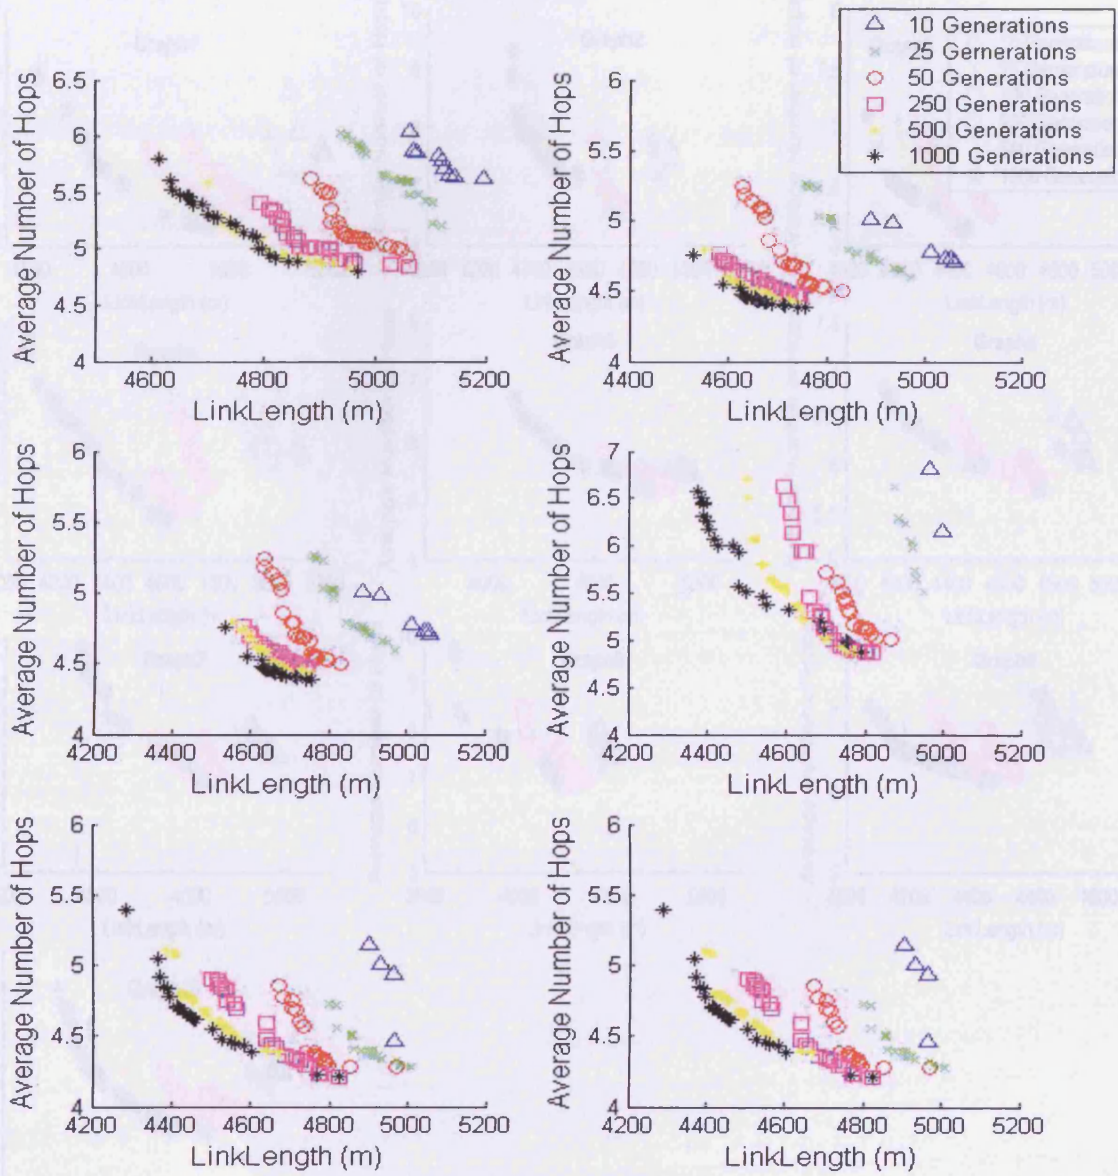 10 Generations
25 Gernerations
50 Generations
250 Generations
500 Generations
1000 Generations
Average Number of Hops
6.5
6
5.5
5
4.5
4
4600 4800 5000 5200
LinkLength (m)
Average Number of Hops
6
5.5
5
4.5
4
4400 4600 4800 5000 5200
LinkLength (m)
Average Number of Hops
6
5.5
5
4.5
4
4200 4400 4600 4800 5000 5200
LinkLength (m)
Average Number of Hops
7
6.5
6
5.5
5
4.5
4
4200 4400 4600 4800 5000 5200
LinkLength (m)
Average Number of Hops
6
5.5
5
4.5
4
4200 4400 4600 4800 5000 5200
LinkLength (m)
Average Number of Hops
6
5.5
5
4.5
4
4200 4400 4600 4800 5000 5200
LinkLength (m)